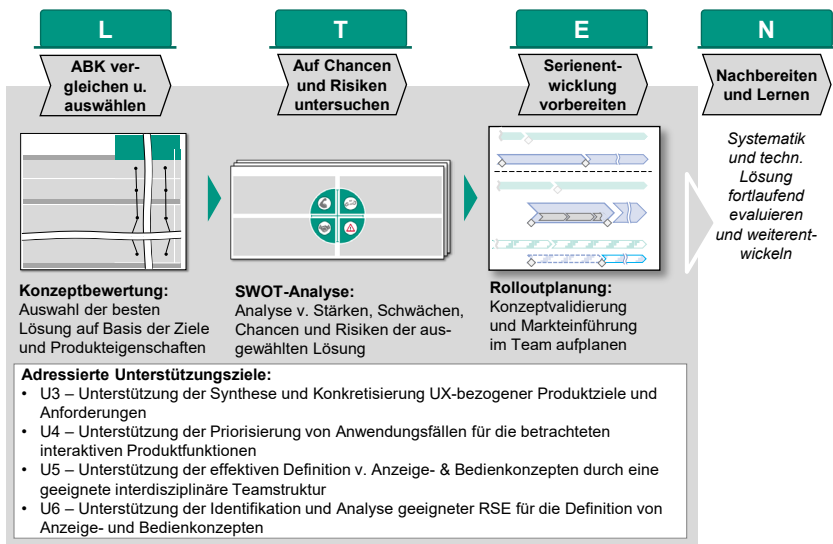 L
T
E
N
ABK ver-
gleichen u.
auswählen
Auf Chancen
und Risiken
untersuchen
Serienent-
wicklung
vorbereiten
Nachbereiten
und Lernen
Systematik
und techn.
Lösung
fortlaufend
evaluieren
und weiterent-
wickeln
Konzeptbewertung:
Auswahl der besten
Lösung auf Basis der Ziele
und Produkteigenschaften
SWOT-Analyse:
Analyse v. Stärken, Schwächen,
Chancen und Risiken der aus-
gewählten Lösung
Rolloutplanung:
Konzeptvalidierung
und Markteinführung
im Team aufplanen
Adressierte Unterstützungsziele:
• U3 – Unterstützung der Synthese und Konkretisierung UX-bezogener Produktziele und
Anforderungen
• U4 – Unterstützung der Priorisierung von Anwendungsfällen für die betrachteten
interaktiven Produktfunktionen
• U5 – Unterstützung der effektiven Definition v. Anzeige- & Bedienkonzepten durch eine
geeignete interdisziplinäre Teamstruktur
• U6 – Unterstützung der Identifikation und Analyse geeigneter RSE für die Definition von
Anzeige- und Bedienkonzepten